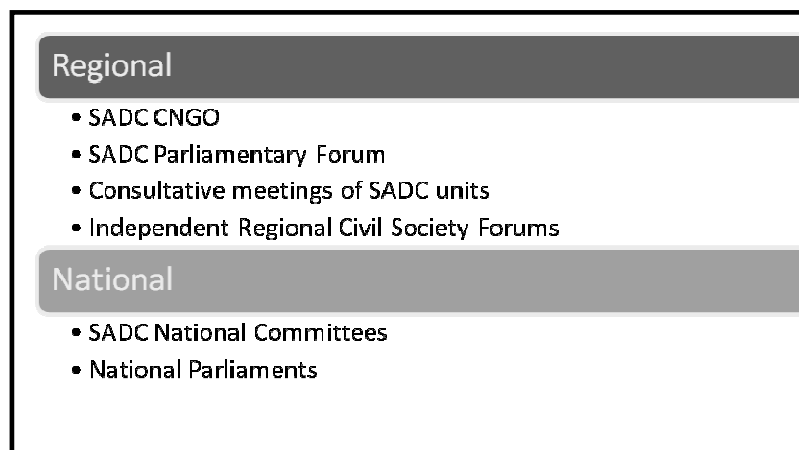 Regional
• SADC CNGO
• SADC Parliamentary Forum
• Consultative meetings of SADC units
• Independent Regional Civil Society Forums
National
• SADC National Committees
• National Parliaments